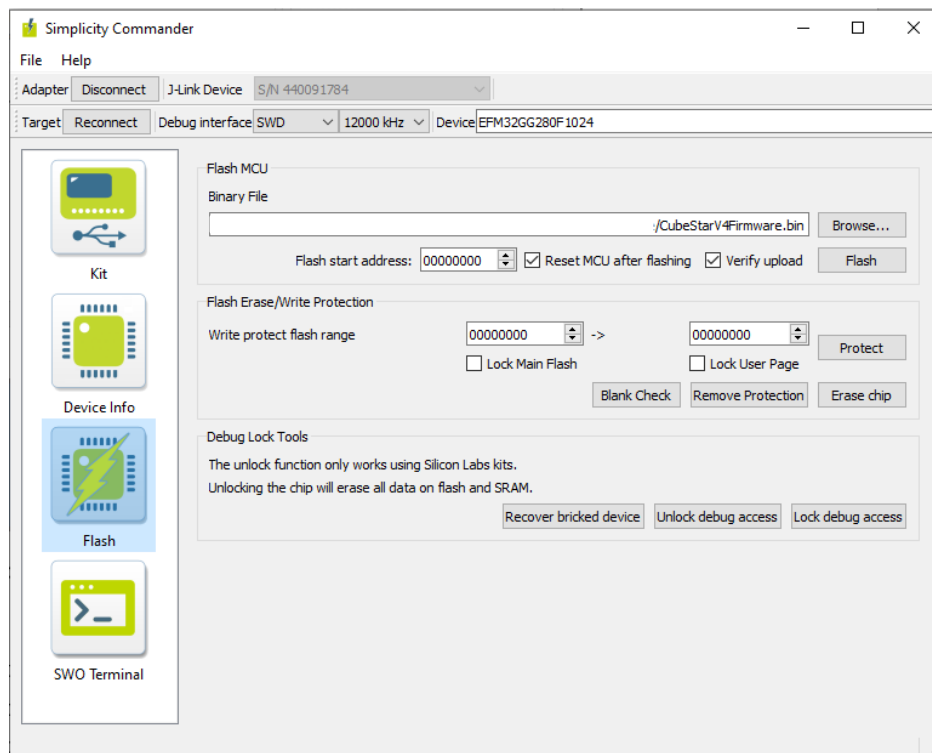 Simplicity Commander
File Help
Adapter Disconnect J-Link Device S/N 440091784
Target Reconnect Debug interface SWD 12000 kHz Device EFM32GG280F1024
Kit
Device Info
Flash
SWO Terminal
Flash MCU
Binary File
:/CubeStarV4Firmware.bin Browse...
Flash start address: 00000000 Reset MCU after flashing Verify upload Flash
Flash Erase/Write Protection
Write protect flash range 00000000 -> 00000000 Protect
Lock Main Flash Lock User Page
Blank Check Remove Protection Erase chip
Debug Lock Tools
The unlock function only works using Silicon Labs kits.
Unlocking the chip will erase all data on flash and SRAM.
Recover bricked device Unlock debug access Lock debug access